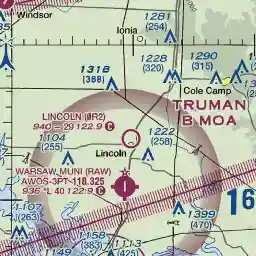 Windsor
Ionia
1281
(254)
1228
(320)
1290
(315)
1318
(388)
Cole Camp
TRUMAN
B MOA
LINCOLN (ØR2)
940 - 29 122.9 C
1104
(255)
1222
(258)
Lincoln
WARSAW MUNI (RAW)
AWOS-3PT 118.325
936 *L 40 122.9 C
16
1107
1158
1399
(470)